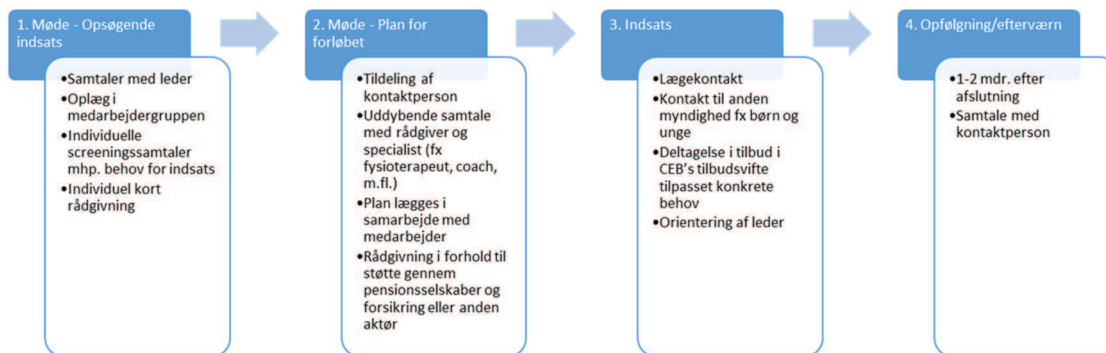 1. Møde - Opsøgende
indsats
•Samtaler med leder
•Oplæg i
medarbejdergruppen
•Individuelle
screeningssamtaler
mhp. behov for indsats
•Individuel kort
rådgivning
2. Møde - Plan for
forløbet
•Tildeling af
kontaktperson
•Uddybende samtale
med rådgiver og
specialist (fx
fysioterapeut, coach,
m.fl.)
•Plan lægges i
samarbejde med
medarbejder
•Rådgivning i forhold til
støtte gennem
pensionsselskaber og
forsikring eller anden
aktør
3. Indsats
•Lægekontakt
•Kontakt til anden
myndighed fx børn og
unge
•Deltagelse i tilbud i
CEB's tilbudsvifte
tilpasset konkrete
behov
•Orientering af leder
4. Opfølgning/efterværn
•1-2 mdr. efter
afslutning
•Samtale med
kontaktperson